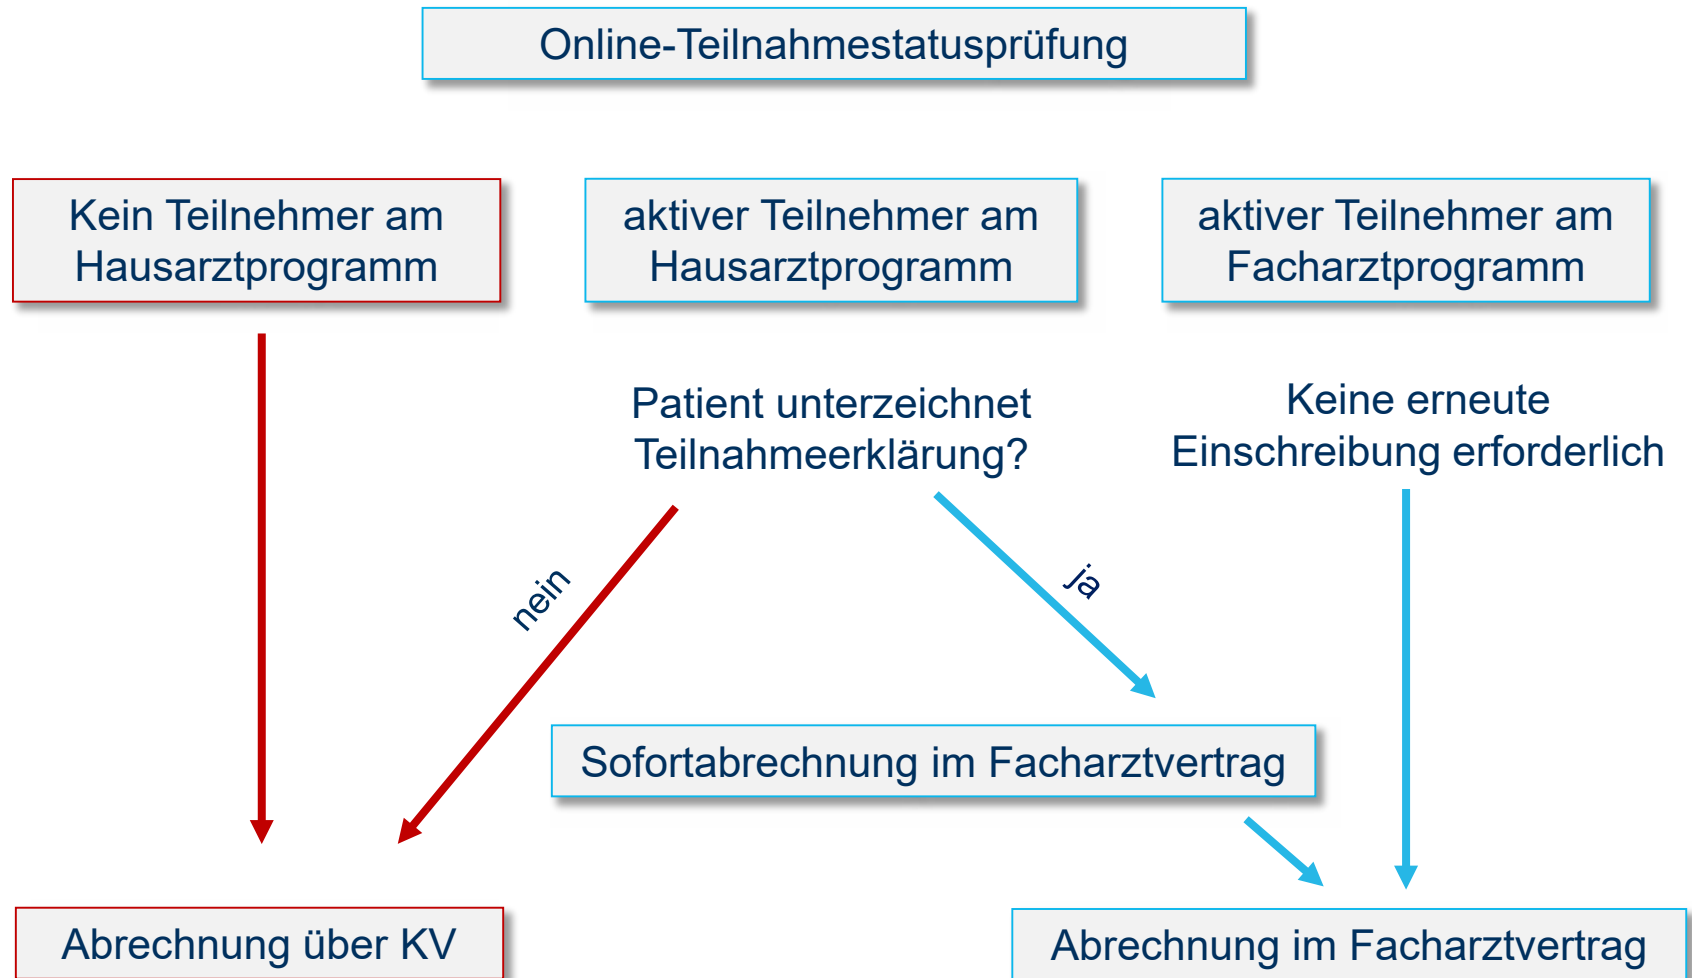 Online-Teilnahmestatusprüfung
Kein Teilnehmer am
Hausarztprogramm
aktiver Teilnehmer am
Hausarztprogramm
aktiver Teilnehmer am
Facharztprogramm
Patient unterzeichnet
Teilnahmeerklärung?
Keine erneute
Einschreibung erforderlich
nein
ja
Sofortabrechnung im Facharztvertrag
Abrechnung über KV
Abrechnung im Facharztvertrag